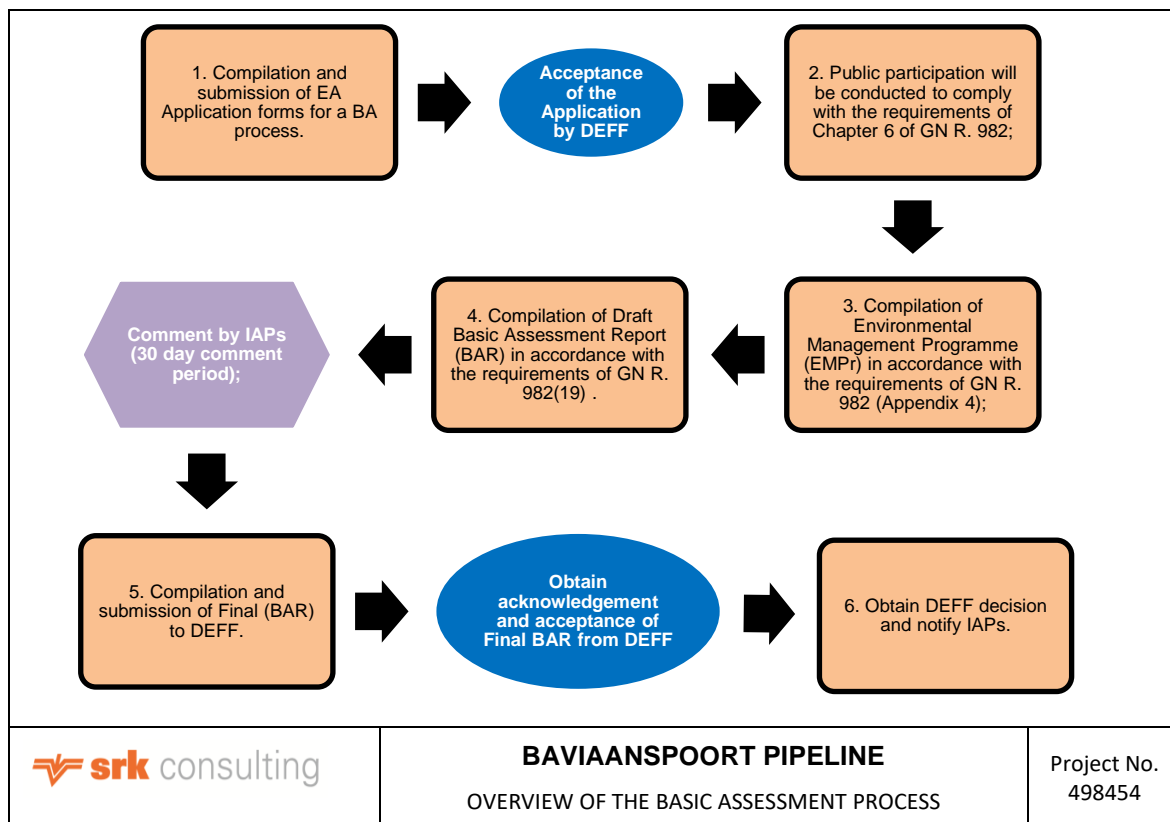 1. Compilation and
submission of EA
Application forms for a BA
process.
Acceptance
of the
Application
by DEFF
2. Public participation will
be conducted to comply
with the requirements of
Chapter 6 of GN R. 982;
3. Compilation of
Environmental
Management Programme
(EMPr) in accordance with
the requirements of GN R.
982 (Appendix 4);
4. Compilation of Draft
Basic Assessment Report
(BAR) in accordance with
the requirements of GN R.
982(19) .
Comment by IAPs
(30 day comment
period);
5. Compilation and
submission of Final (BAR)
to DEFF.
Obtain
acknowledgement
and acceptance of
Final BAR from DEFF
6. Obtain DEFF decision
and notify IAPs.
srk consulting
BAVIAANSPOORT PIPELINE
OVERVIEW OF THE BASIC ASSESSMENT PROCESS
Project No.
498454